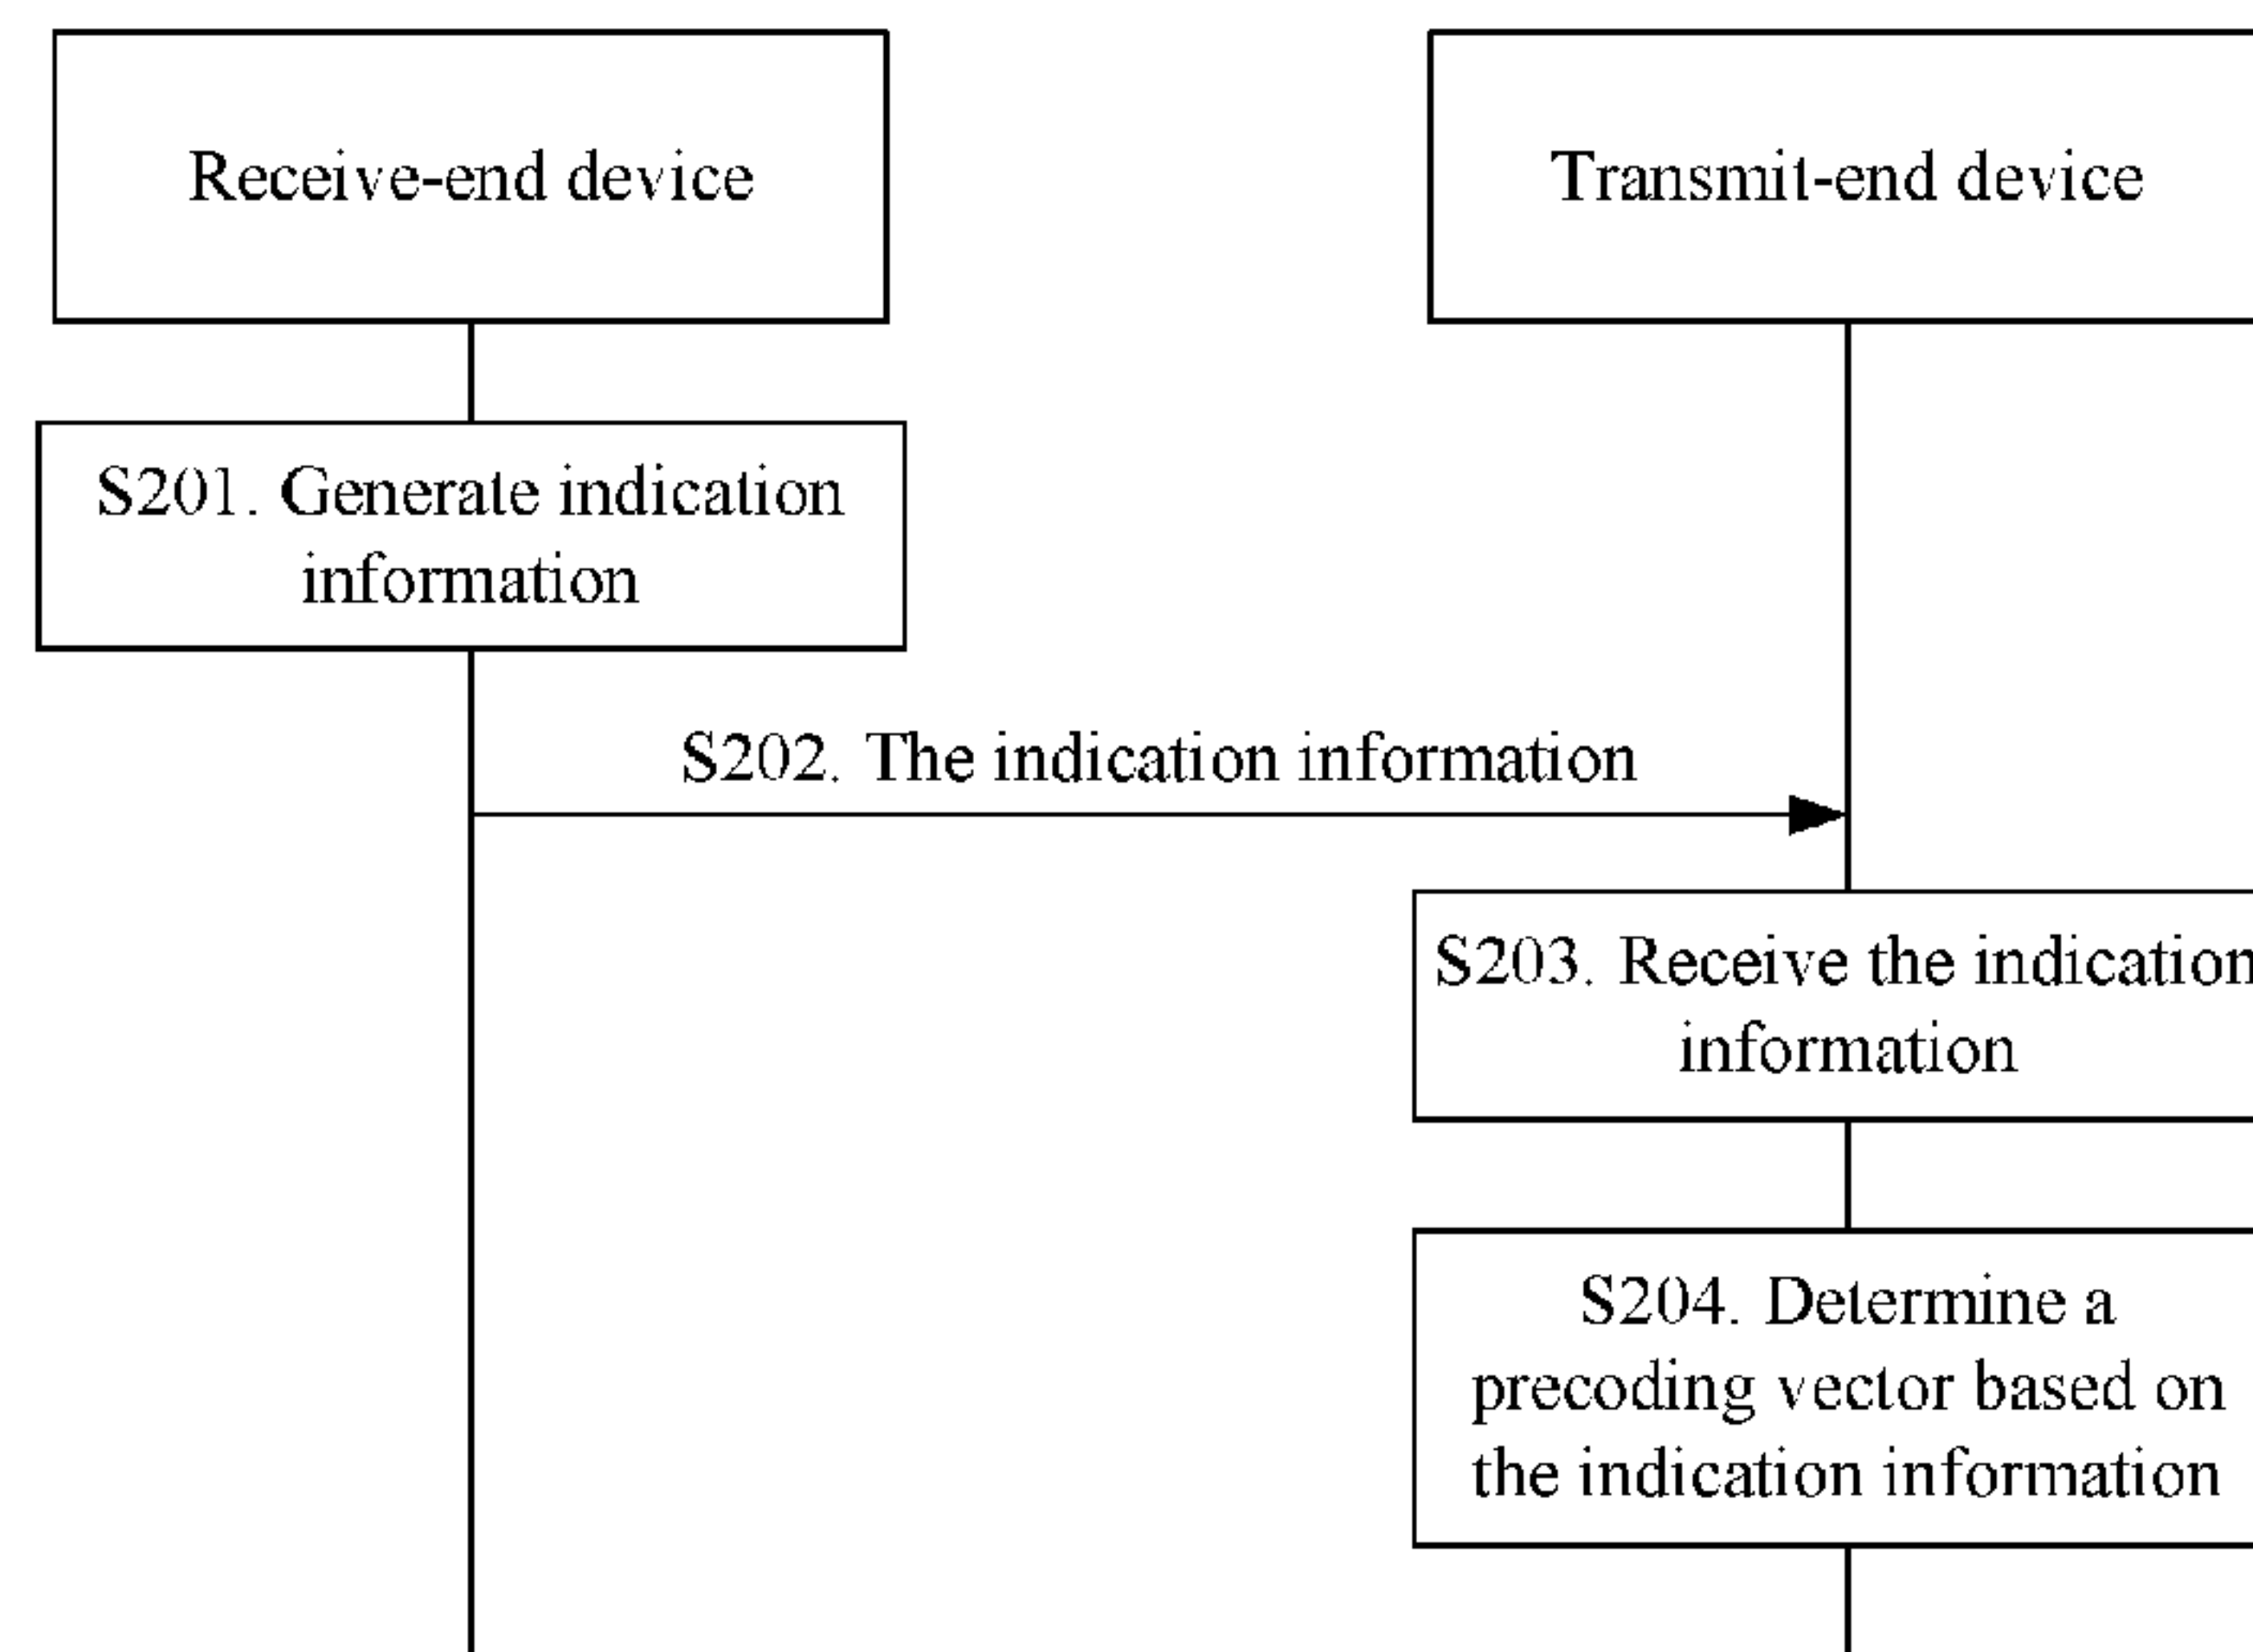 Receive-end device
Transmit-end device
S201. Generate indication
information
S202. The indication information
S203. Receive the indication
information
S204. Determine a
precoding vector based on
the indication information